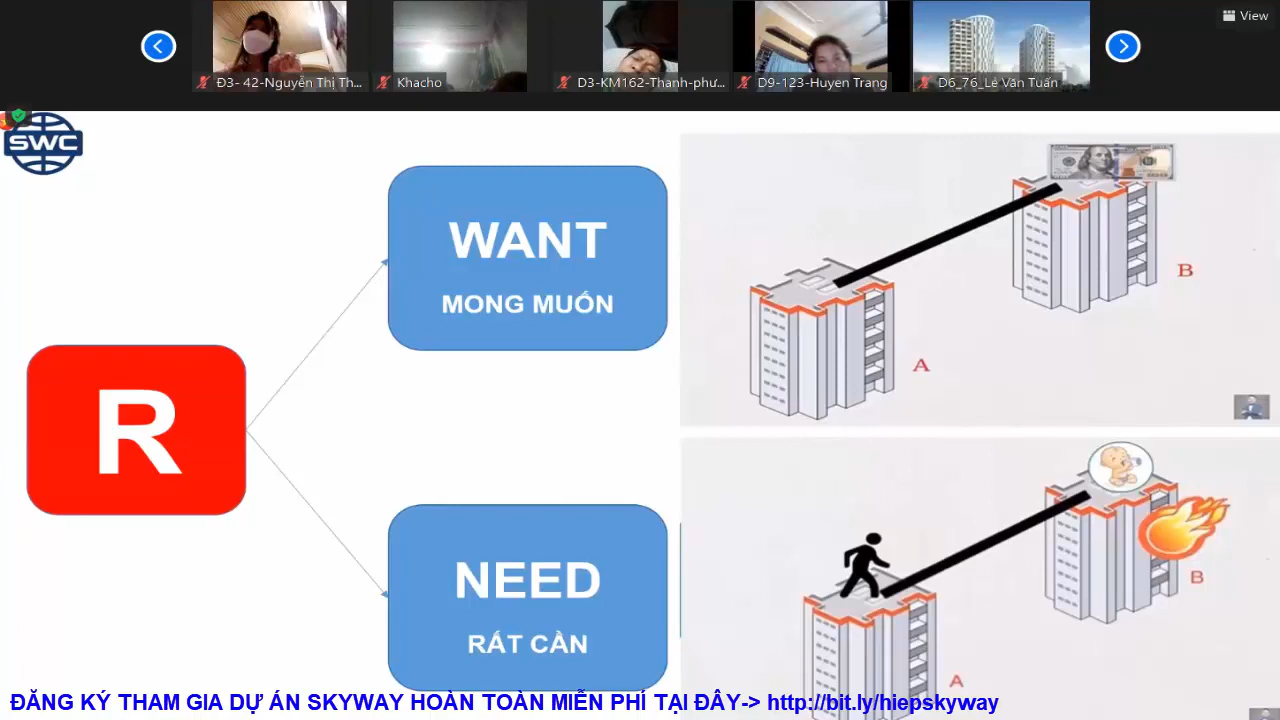 View
Đ3- 42-Nguyễn Thị Th...
Khacho
D3-KM162-Thanh-phư...
D9-123-Huyen Trang
D6_76_Lê Văn Tuấn
SWC
WANT
MONG MUỐN
B
A
R
NEED
RẤT CẦN
B
A
ĐĂNG KÝ THAM GIA DỰ ÁN SKYWAY HOÀN TOÀN MIỄN PHÍ TẠI ĐÂY-> http://bit.ly/hiepskyway